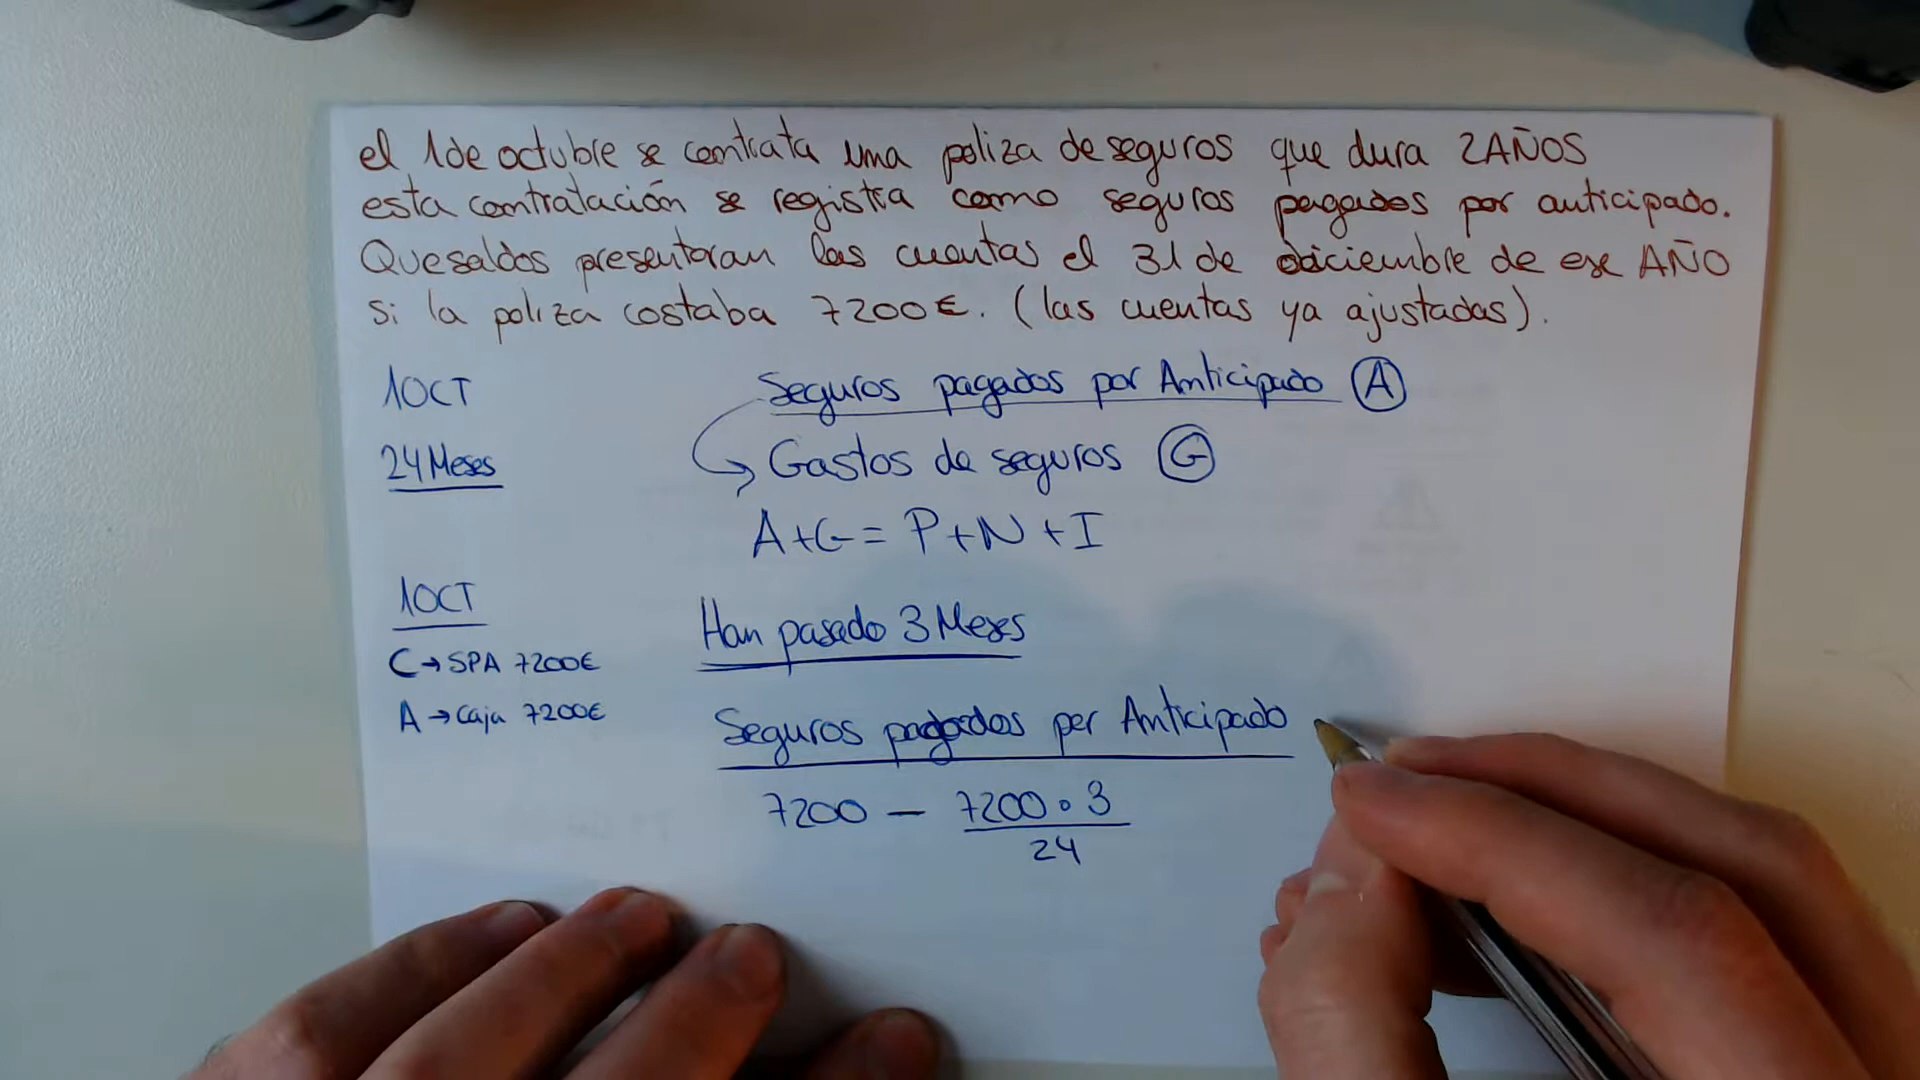 el 1 de octubre se contrata una poliza de seguros que dura 2 AÑOS
esta contratación se registra como seguros pagados por anticipado.
Que saldos presentaran las cuentas el 31 de diciembre de ese AÑO
si la poliza costaba 7200€. (las cuentas ya ajustadas).
1 OCT
24 Meses
Seguros pagados por Anticipado A
Gastos de seguros G
A+G = P+N+I
1 OCT
C → SPA 7200€
A → Caja 7200€
Han pasado 3 Meses
Seguros pagados per Anticipado
7200 — 7200 · 3
24